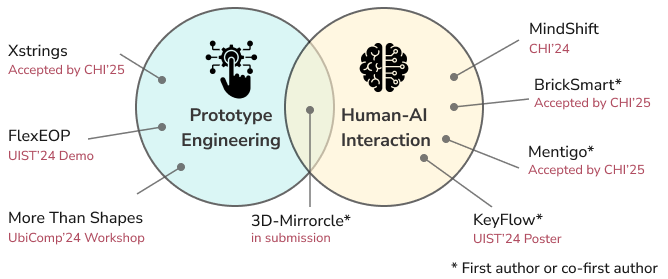 Xstrings
Accepted by CHI'25
FlexEOP
UIST'24 Demo
More Than Shapes
UbiComp'24 Workshop
Prototype
Engineering
3D-Mirrorcle*
in submission
Human-AI
Interaction
MindShift
CHI'24
BrickSmart*
Accepted by CHI'25
Mentigo*
Accepted by CHI'25
KeyFlow*
UIST'24 Poster
* First author or co-first author